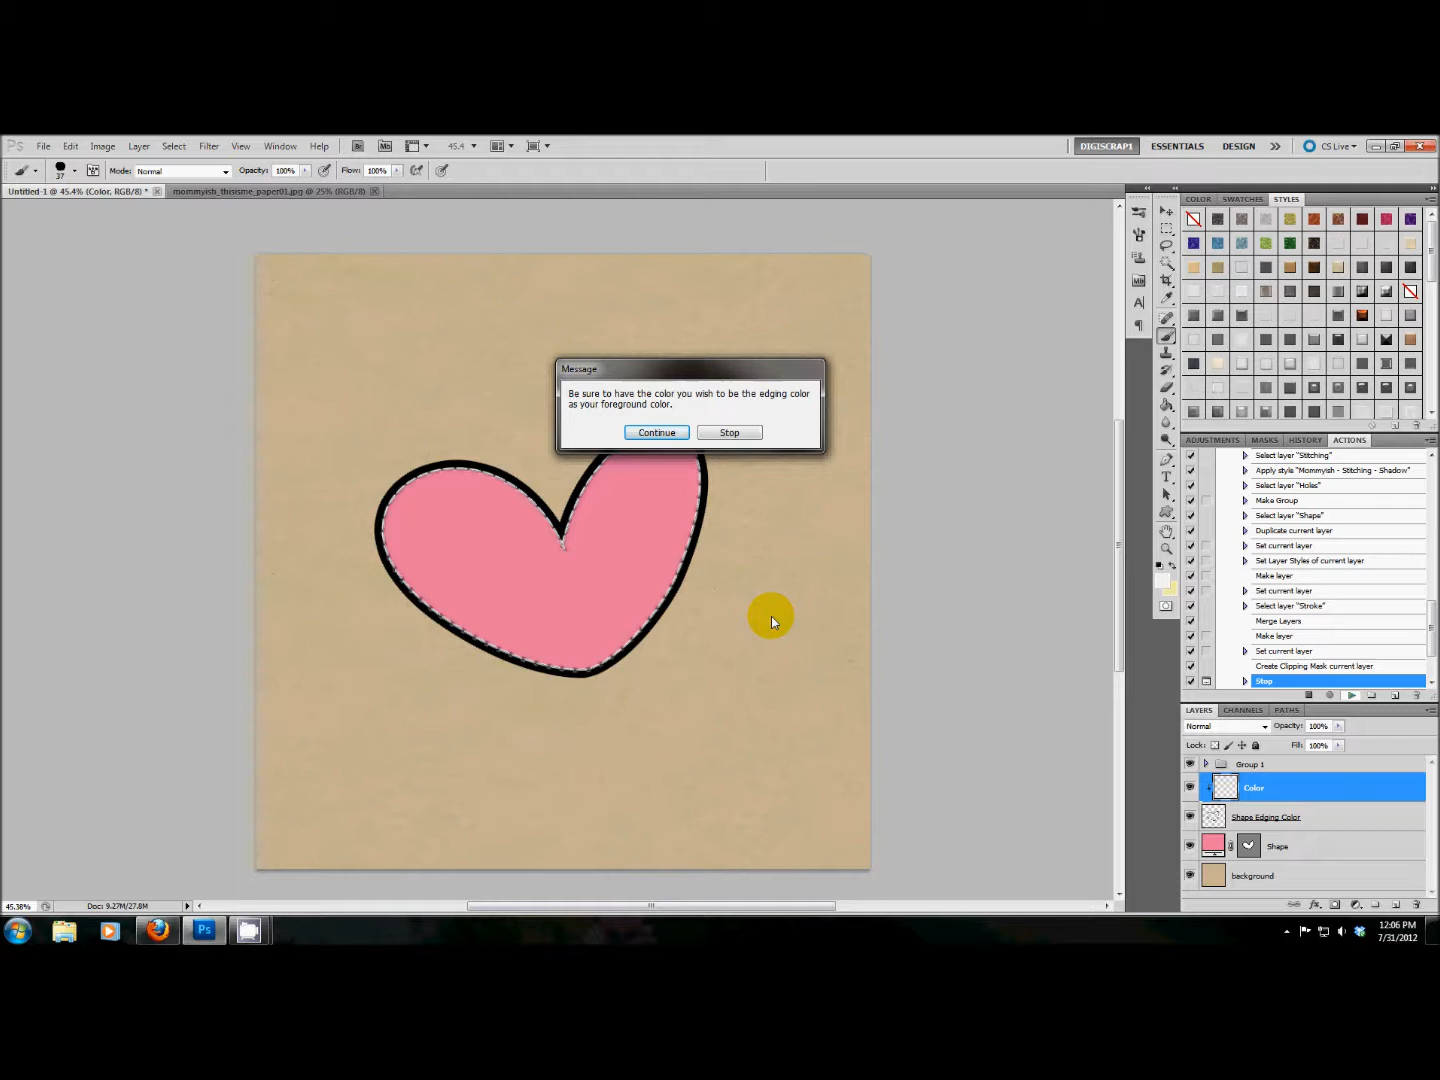 Ps File Edit Image Layer Select Filter View Window Help Br Mb 45.4 DIGISCRAP1 ESSENTIALS DESIGN CS Live
37 Mode: Normal Opacity: 100% Flow: 100%
Untitled-1 @ 45.4% (Color, RGB/8) * mommyish_thisisme_paper01.jpg @ 25% (RGB/8)
COLOR SWATCHES STYLES
Message
Be sure to have the color you wish to be the edging color
as your foreground color.
Continue Stop
ADJUSTMENTS MASKS HISTORY ACTIONS
Select layer "Stitching"
Apply style "Mommyish - Stitching - Shadow"
Select layer "Holes"
Make Group
Select layer "Shape"
Duplicate current layer
Set current layer
Set Layer Styles of current layer
Make layer
Set current layer
Select layer "Stroke"
Merge Layers
Make layer
Set current layer
Create Clipping Mask current layer
Stop
LAYERS CHANNELS PATHS
Normal Opacity: 100%
Lock: Fill: 100%
Group 1
Color
Shape Edging Color
Shape
background
45.38% Doc: 9.27M/27.8M
Ps
12:06 PM
7/31/2012